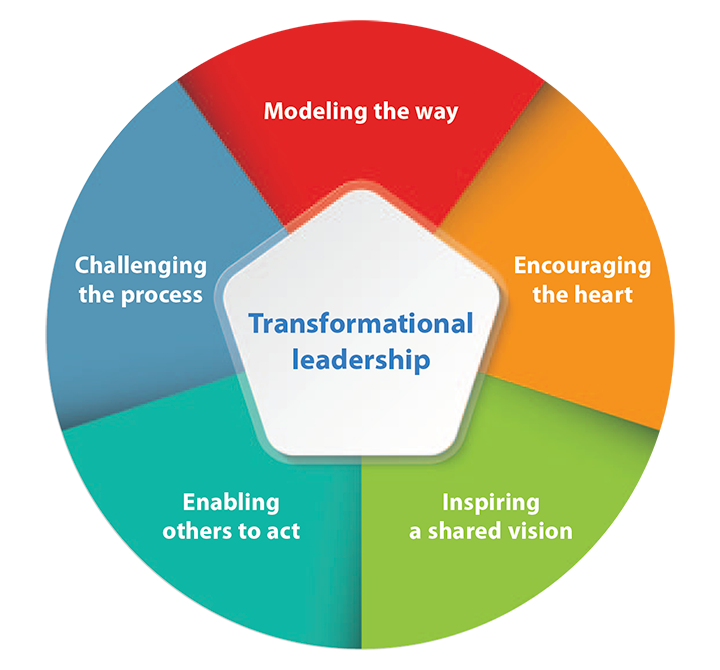 Modeling the way
Encouraging
the heart
Inspiring
a shared vision
Enabling
others to act
Challenging
the process
Transformational
leadership